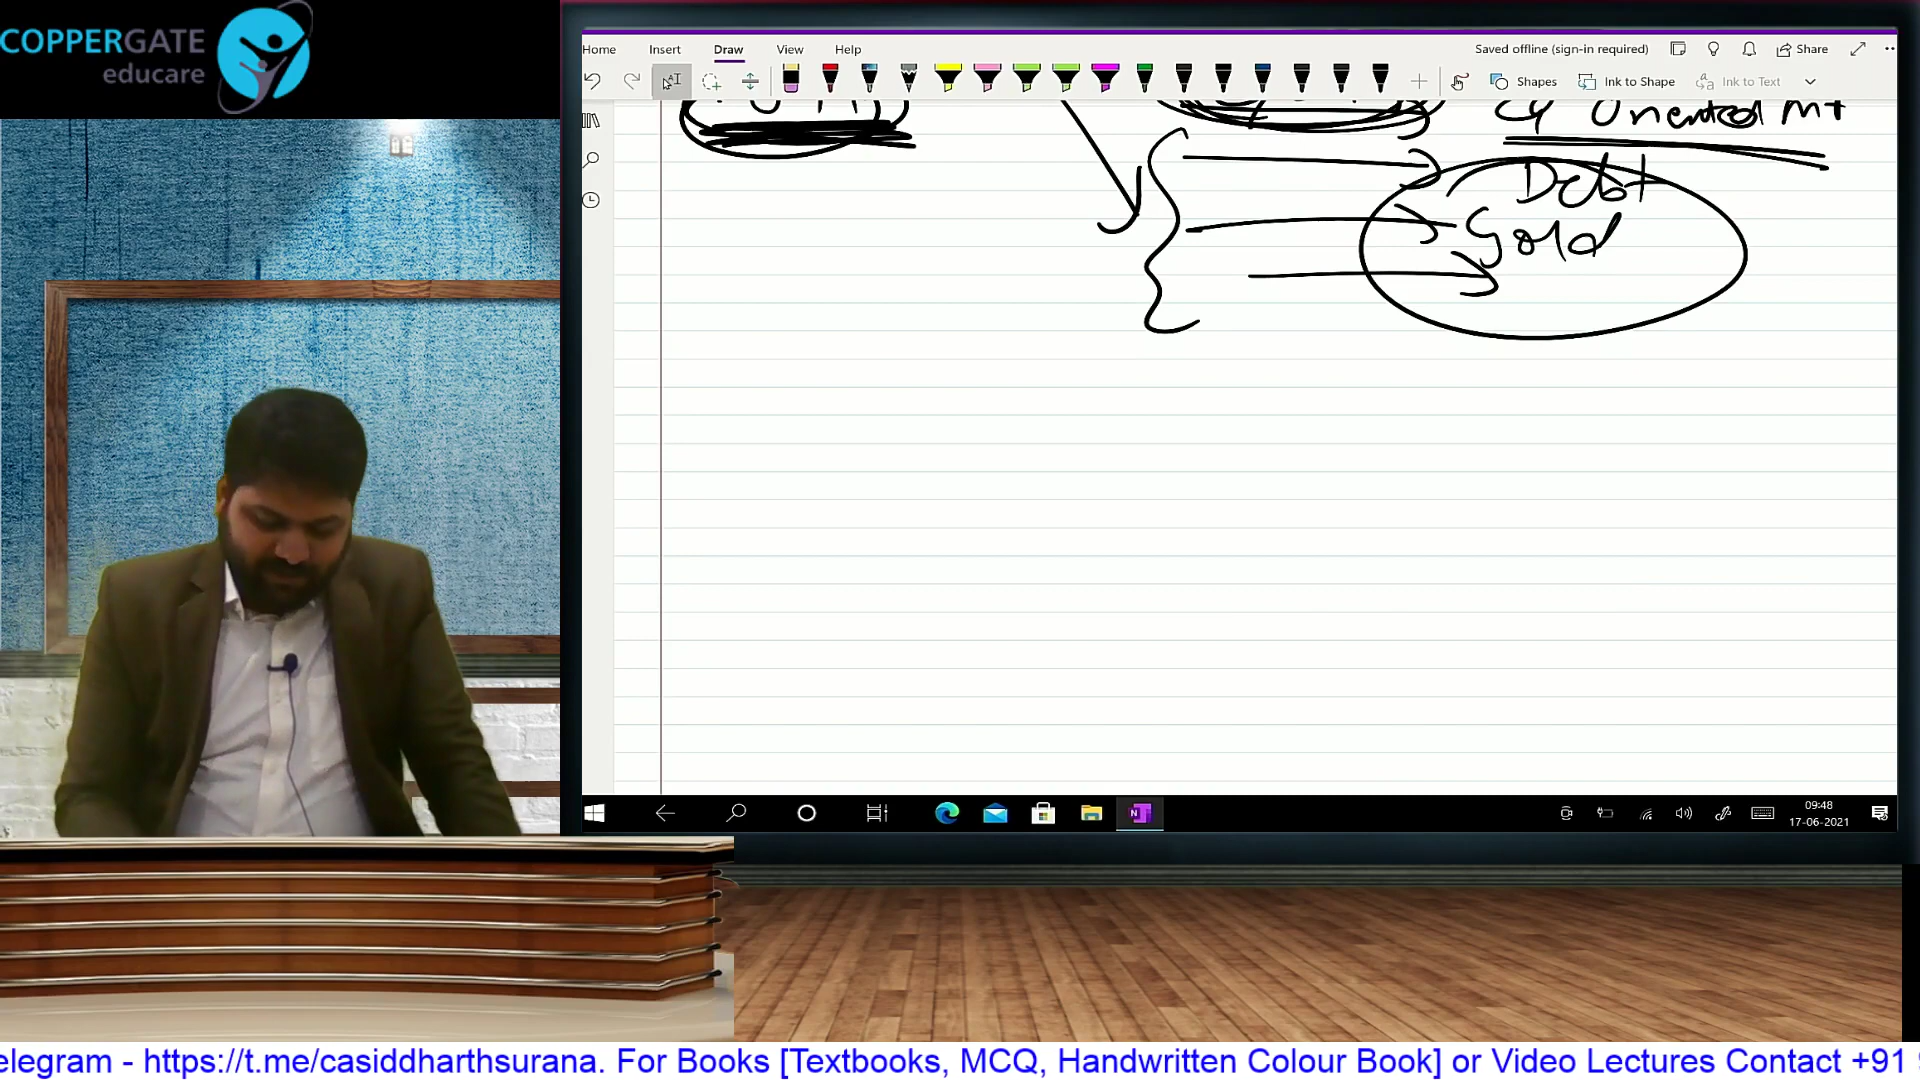 COPPERGATE
educare
Home Insert Draw View Help
Saved offline (sign-in required) Share
Shapes Ink to Shape Ink to Text
Oriented Mf
Debt
Gold
09:48
17-06-2021
elegram - https://t.me/casiddharthsurana. For Books [Textbooks, MCQ, Handwritten Colour Book] or Video Lectures Contact +91